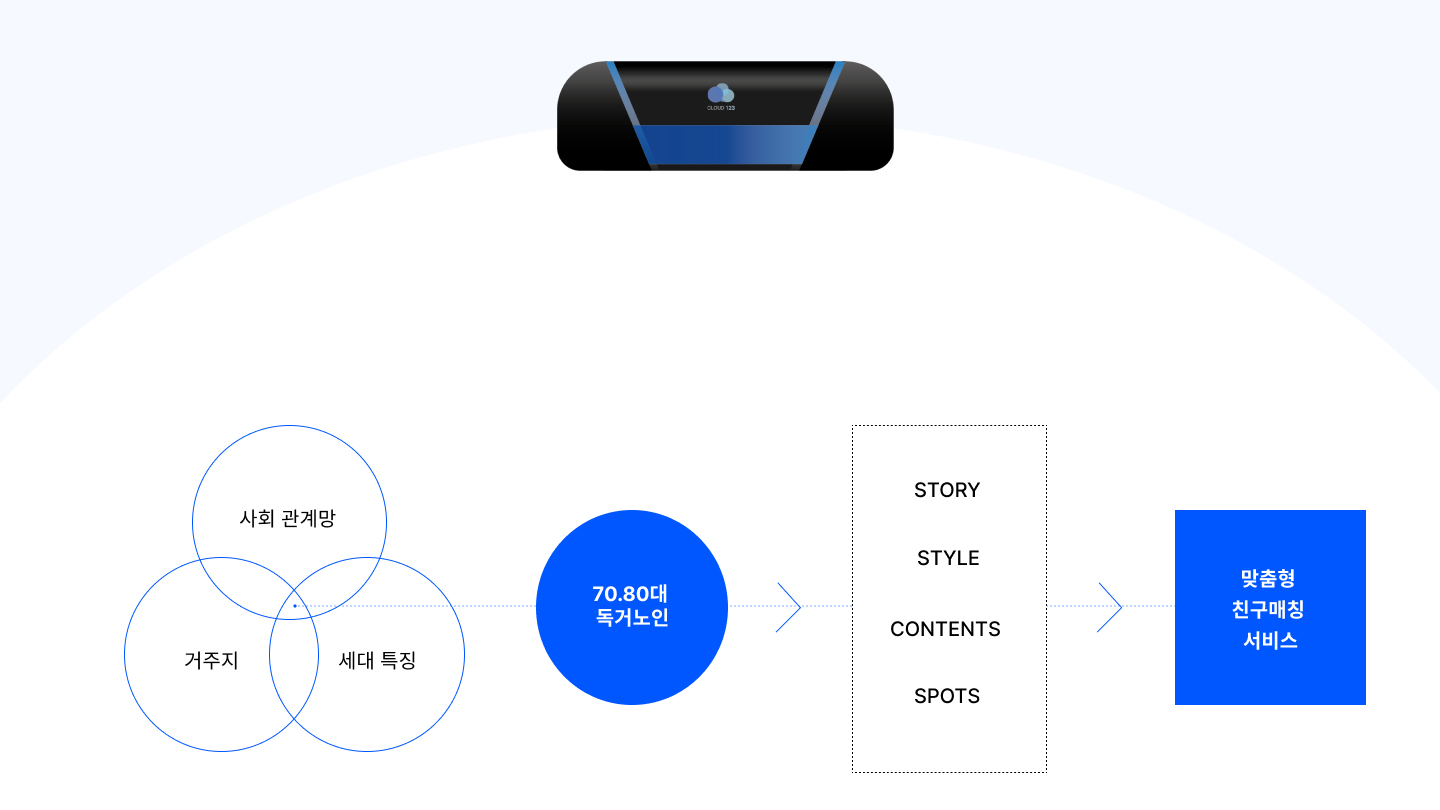 CLOUD 123
사회 관계망
거주지
세대 특징
70.80대
독거노인
STORY
STYLE
CONTENTS
SPOTS
맞춤형
친구매칭
서비스